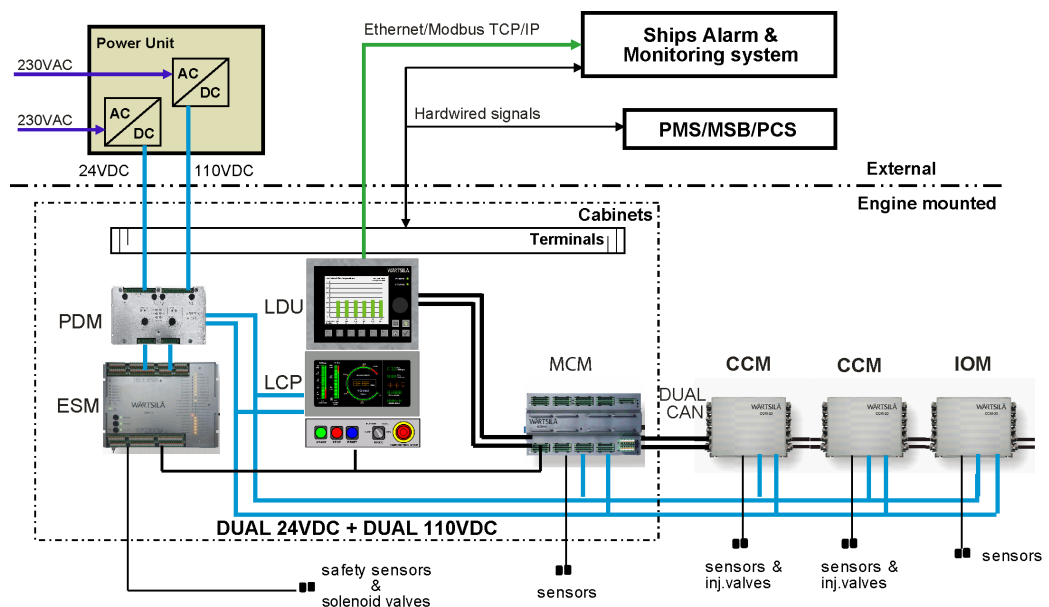 Ethernet/Modbus TCP/IP
Ships Alarm &
Monitoring system
Power Unit
230VAC
AC
DC
230VAC
AC
DC
Hardwired signals
PMS/MSB/PCS
24VDC
110VDC
External
Engine mounted
Cabinets
Terminals
WÄRTSILÄ
LDU
PDM
LCP
MCM
CCM
CCM
IOM
DUAL
CAN
ESM
WÄRTSILÄ
WÄRTSILÄ
WÄRTSILÄ
WÄRTSILÄ
WÄRTSILÄ
DUAL 24VDC + DUAL 110VDC
safety sensors
&
solenoid valves
sensors
sensors &
inj.valves
sensors &
inj.valves
sensors